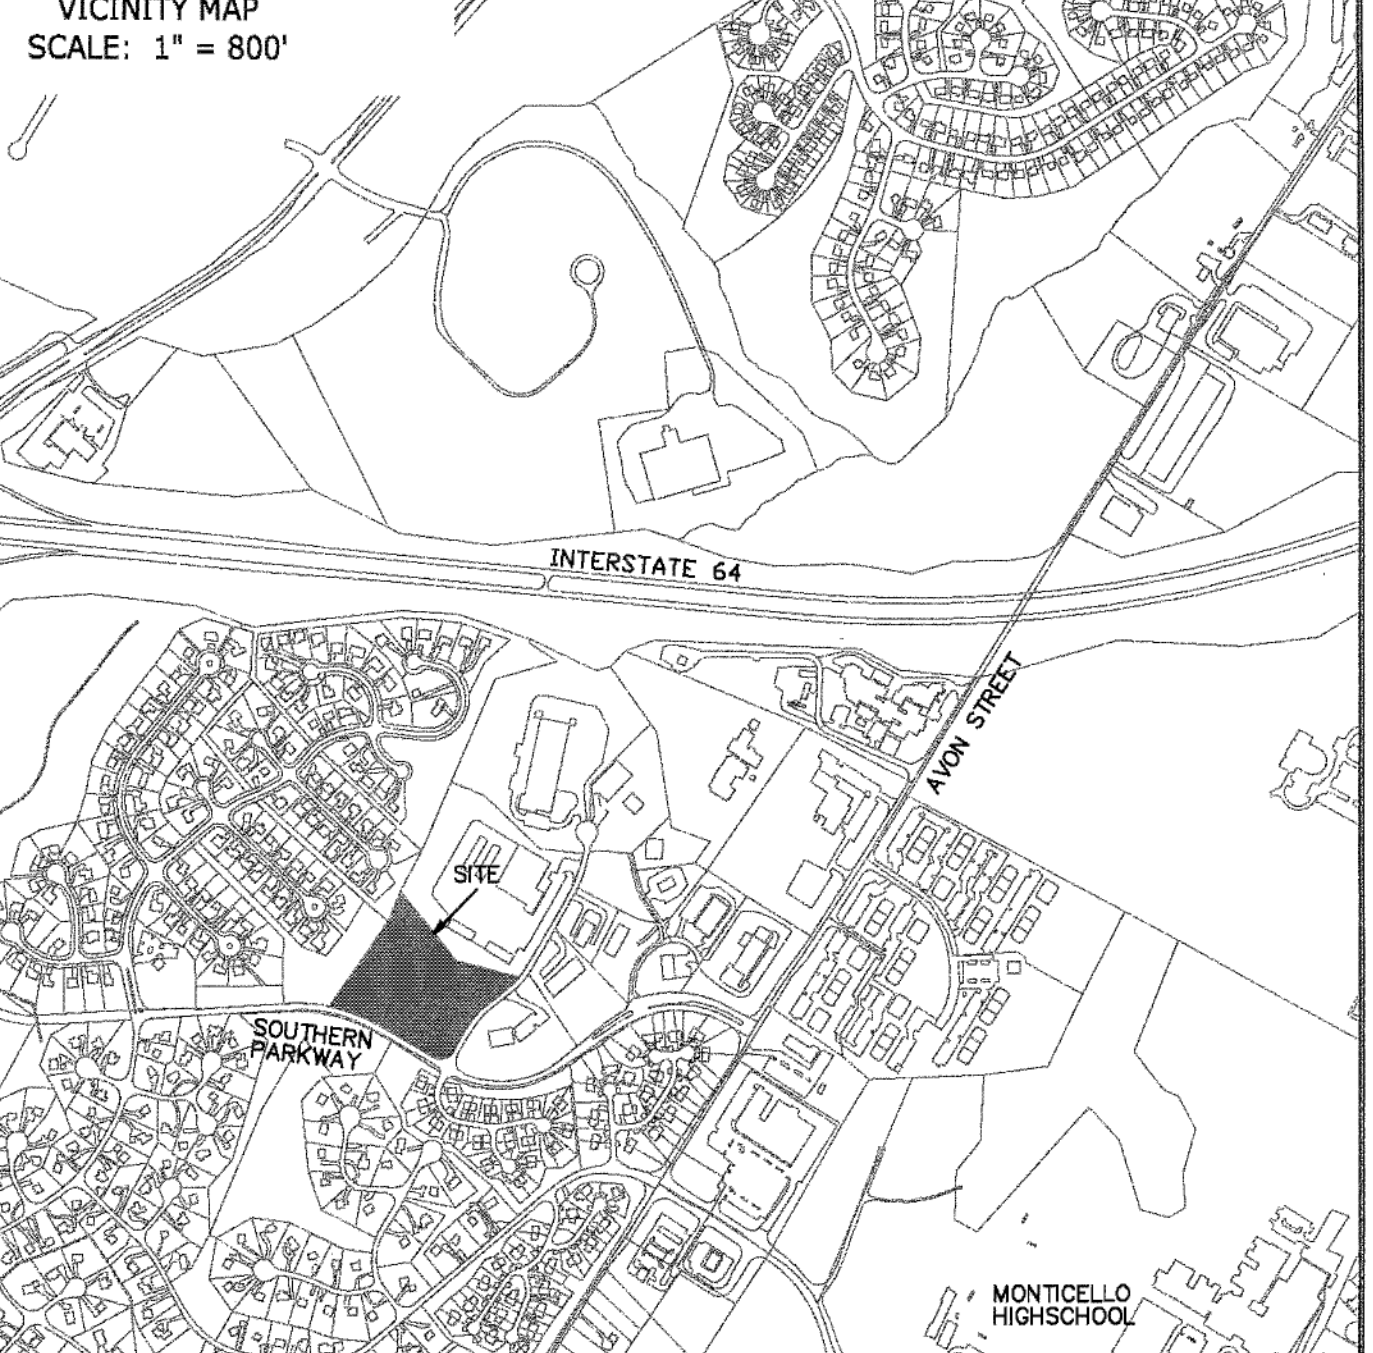 VICINITY MAP
SCALE: 1" = 800'
INTERSTATE 64
AVON STREET
SITE
SOUTHERN
PARKWAY
MONTICELLO
HIGHSCHOOL